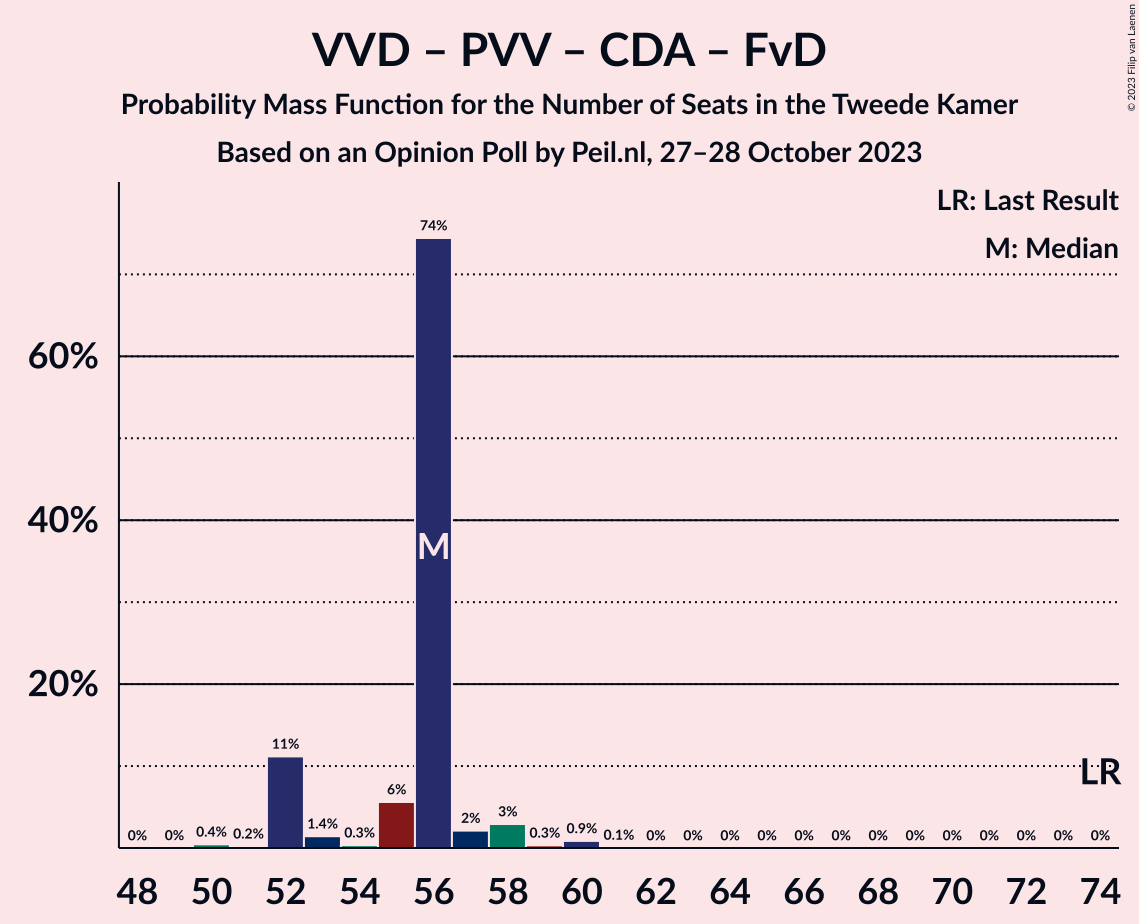 VVD – PVV – CDA – FvD
Probability Mass Function for the Number of Seats in the Tweede Kamer
Based on an Opinion Poll by Peil.nl, 27–28 October 2023
© 2023 Filip van Laenen
LR: Last Result
M: Median
60%
40%
20%
0% 0% 0.4% 0.2% 11% 1.4% 0.3% 6% 74% 2% 3% 0.3% 0.9% 0.1% 0% 0% 0% 0% 0% 0% 0% 0% 0% 0% 0% 0% 0%
M
LR
48 50 52 54 56 58 60 62 64 66 68 70 72 74